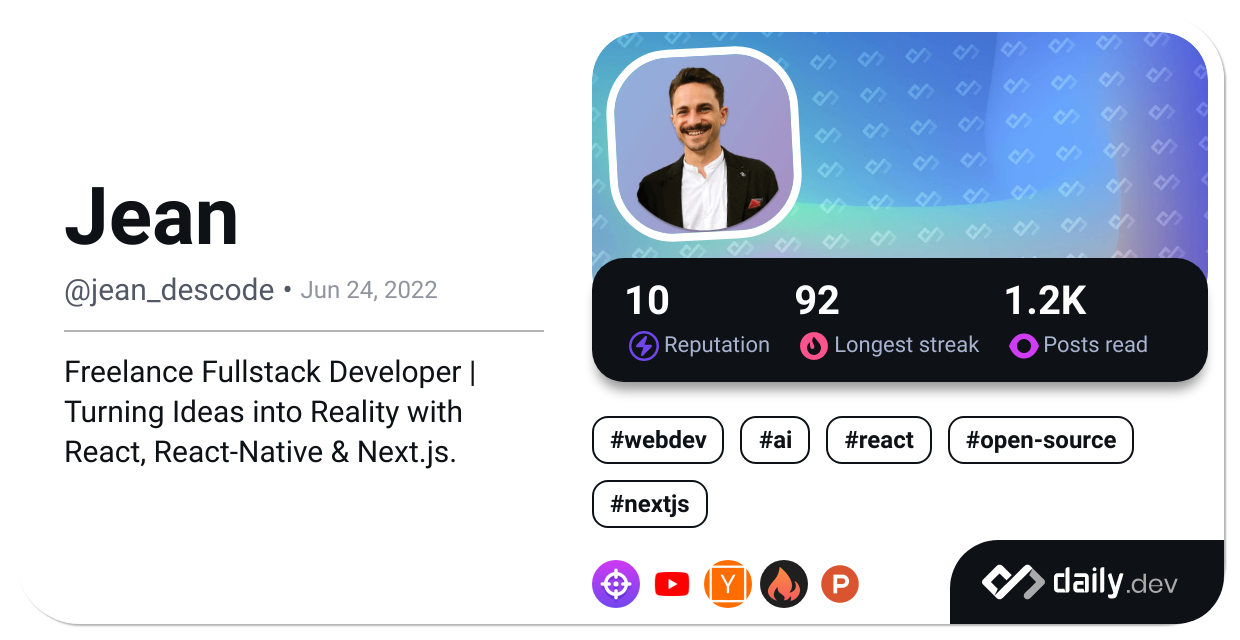 Jean
@jean_descode • Jun 24, 2022
Freelance Fullstack Developer |
Turning Ideas into Reality with
React, React-Native & Next.js.
10 92 1.2K
Reputation Longest streak Posts read
#webdev #ai #react #open-source
#nextjs
Y P
daily.dev